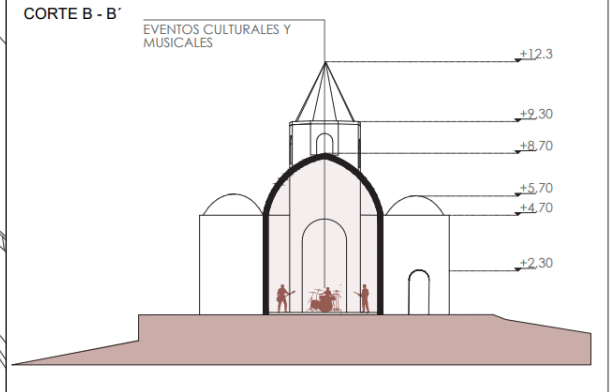 CORTE B - B´
EVENTOS CULTURALES Y
MUSICALES
+12.3
+9.30
+8.70
+5.70
+4.70
+2.30